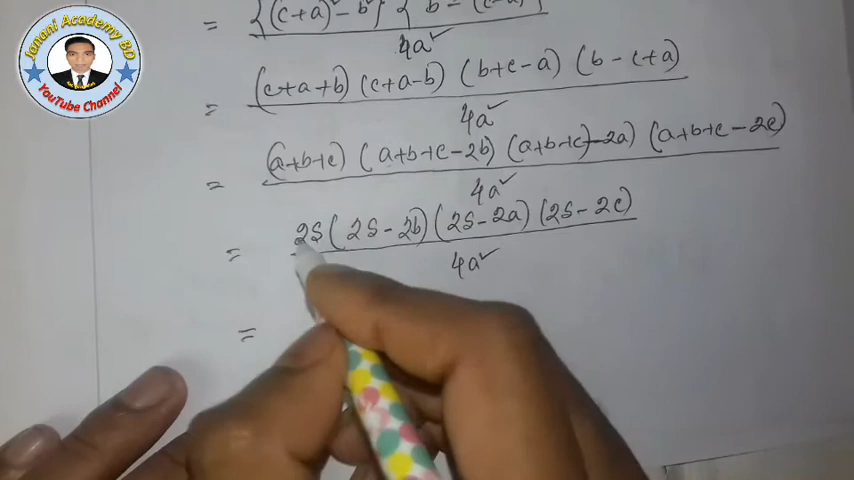 Janani Academy BD
YouTube Channel
= {(c+a)² - b²} {b² - (c-a)²}
4a²
= (c+a+b) (c+a-b) (b+c-a) (b-c+a)
4a²
= (a+b+c) (a+b+c-2b) (a+b+c)-2a) (a+b+c-2c)
4a²
= 2s(2s-2b)(2s-2a)(2s-2c)
4a²
=